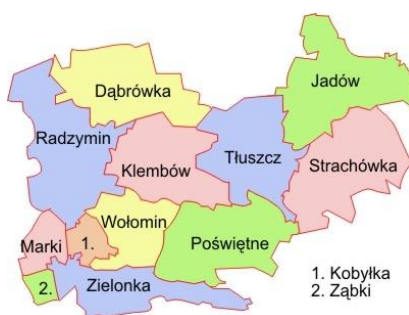 Jadów
Dąbrówka
Radzymin
Klembów
Tłuszcz
Strachówka
Wołomin
Marki
1.
Poświętne
2.
Zielonka
1. Kobyłka
2. Ząbki